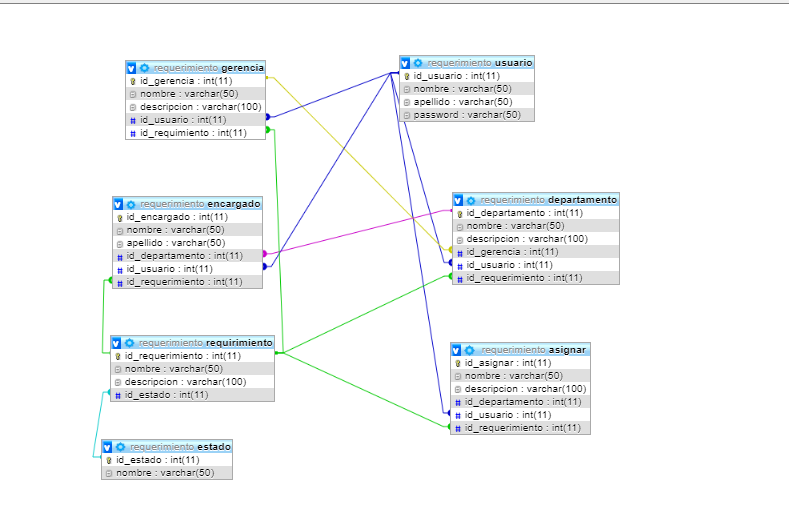 requerimiento gerencia
id_gerencia : int(11)
nombre : varchar(50)
descripcion : varchar(100)
id_usuario : int(11)
id_requimiento : int(11)
requerimiento usuario
id_usuario : int(11)
nombre : varchar(50)
apellido : varchar(50)
password : varchar(50)
requerimiento encargado
id_encargado : int(11)
nombre : varchar(50)
apellido : varchar(50)
id_departamento : int(11)
id_usuario : int(11)
id_requerimiento : int(11)
requerimiento departamento
id_departamento : int(11)
nombre : varchar(50)
descripcion : varchar(100)
id_gerencia : int(11)
id_usuario : int(11)
id_requerimiento : int(11)
requerimiento requirimiento
id_requerimiento : int(11)
nombre : varchar(50)
descripcion : varchar(100)
id_estado : int(11)
requerimiento asignar
id_asignar : int(11)
nombre : varchar(50)
descripcion : varchar(100)
id_departamento : int(11)
id_usuario : int(11)
id_requerimiento : int(11)
requerimiento estado
id_estado : int(11)
nombre : varchar(50)